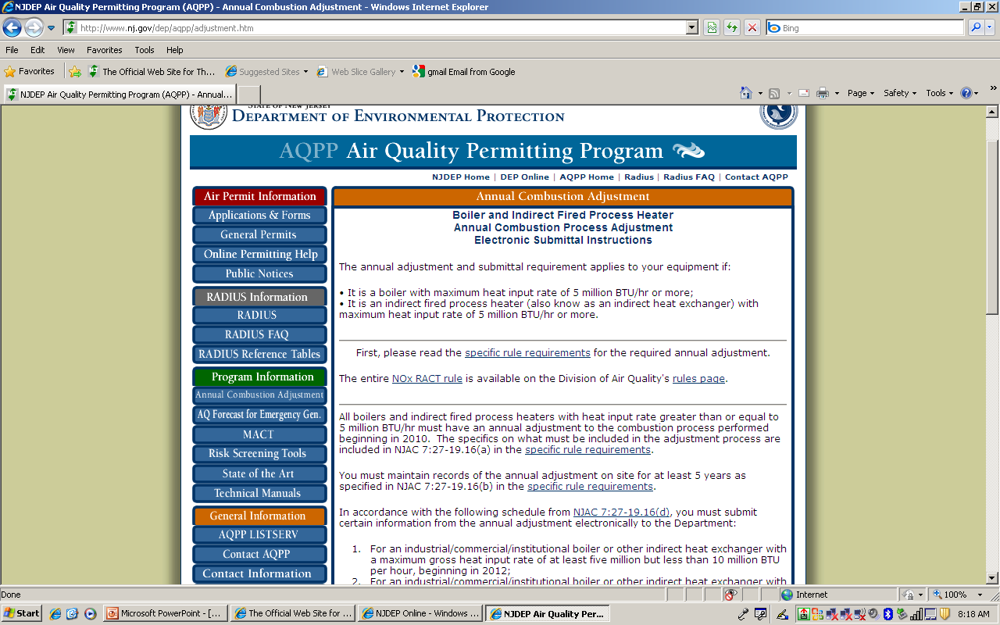 NJDEP Air Quality Permitting Program (AQPP) - Annual Combustion Adjustment - Windows Internet Explorer
http://www.nj.gov/dep/aqpp/adjustment.htm
Bing
File Edit View Favorites Tools Help
Favorites The Official Web Site for Th... Suggested Sites Web Slice Gallery gmail Email from Google
NJDEP Air Quality Permitting Program (AQPP) - Annual... Page Safety Tools »
STATE OF NEW JERSEY
DEPARTMENT OF ENVIRONMENTAL PROTECTION
AQPP Air Quality Permitting Program
NJDEP Home | DEP Online | AQPP Home | Radius | Radius FAQ | Contact AQPP
Air Permit Information
Applications & Forms
General Permits
Online Permitting Help
Public Notices
RADIUS Information
RADIUS
RADIUS FAQ
RADIUS Reference Tables
Program Information
Annual Combustion Adjustment
AQ Forecast for Emergency Gen.
MACT
Risk Screening Tools
State of the Art
Technical Manuals
General Information
AQPP LISTSERV
Contact AQPP
Contact Information
Annual Combustion Adjustment
Boiler and Indirect Fired Process Heater
Annual Combustion Process Adjustment
Electronic Submittal Instructions
The annual adjustment and submittal requirement applies to your equipment if:
• It is a boiler with maximum heat input rate of 5 million BTU/hr or more;
• It is an indirect fired process heater (also know as an indirect heat exchanger) with
maximum heat input rate of 5 million BTU/hr or more.
First, please read the specific rule requirements for the required annual adjustment.
The entire NOx RACT rule is available on the Division of Air Quality's rules page.
All boilers and indirect fired process heaters with heat input rate greater than or equal to
5 million BTU/hr must have an annual adjustment to the combustion process performed
beginning in 2010. The specifics on what must be included in the adjustment process are
included in NJAC 7:27-19.16(a) in the specific rule requirements.
You must maintain records of the annual adjustment on site for at least 5 years as
specified in NJAC 7:27-19.16(b) in the specific rule requirements.
In accordance with the following schedule from NJAC 7:27-19.16(d), you must submit
certain information from the annual adjustment electronically to the Department:
1. For an industrial/commercial/institutional boiler or other indirect heat exchanger with
a maximum gross heat input rate of at least five million but less than 10 million BTU
per hour, beginning in 2012;
2. For an industrial/commercial/institutional boiler or other indirect heat exchanger with
Done Internet 100%
Start Microsoft PowerPoint - [... The Official Web Site for ... NJDEP Online - Windows ... NJDEP Air Quality Per... 8:18 AM